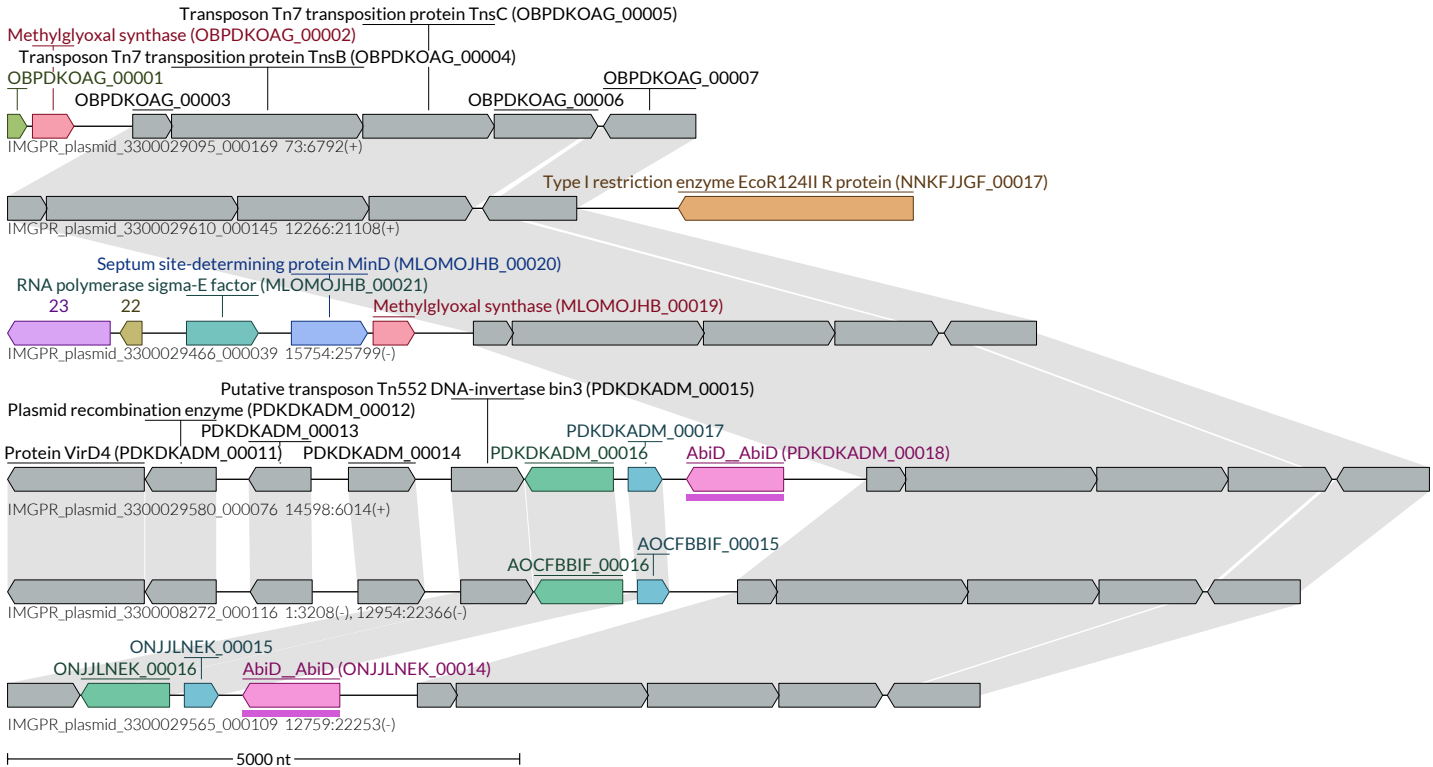 Transposon Tn7 transposition protein TnsC (OBPDKOAG_00005)
Methylglyoxal synthase (OBPDKOAG_00002)
Transposon Tn7 transposition protein TnsB (OBPDKOAG_00004)
OBPDKOAG_00001 OBPDKOAG_00007
OBPDKOAG_00003 OBPDKOAG_00006
IMGPR_plasmid_3300029095_000169 73:6792(+)
Type I restriction enzyme EcoR124II R protein (NNKFJJGF_00017)
IMGPR_plasmid_3300029610_000145 12266:21108(+)
Septum site-determining protein MinD (MLOMOJHB_00020)
RNA polymerase sigma-E factor (MLOMOJHB_00021)
23 22 Methylglyoxal synthase (MLOMOJHB_00019)
IMGPR_plasmid_3300029466_000039 15754:25799(-)
Putative transposon Tn552 DNA-invertase bin3 (PDKDKADM_00015)
Plasmid recombination enzyme (PDKDKADM_00012)
PDKDKADM_00013 PDKDKADM_00017
Protein VirD4 (PDKDKADM_00011) PDKDKADM_00014 PDKDKADM_00016 AbiD__AbiD (PDKDKADM_00018)
IMGPR_plasmid_3300029580_000076 14598:6014(+)
AOCFBBIF_00015
AOCFBBIF_00016
IMGPR_plasmid_3300008272_000116 1:3208(-), 12954:22366(-)
ONJJLNEK_00015
ONJJLNEK_00016 AbiD__AbiD (ONJJLNEK_00014)
IMGPR_plasmid_3300029565_000109 12759:22253(-)
5000 nt